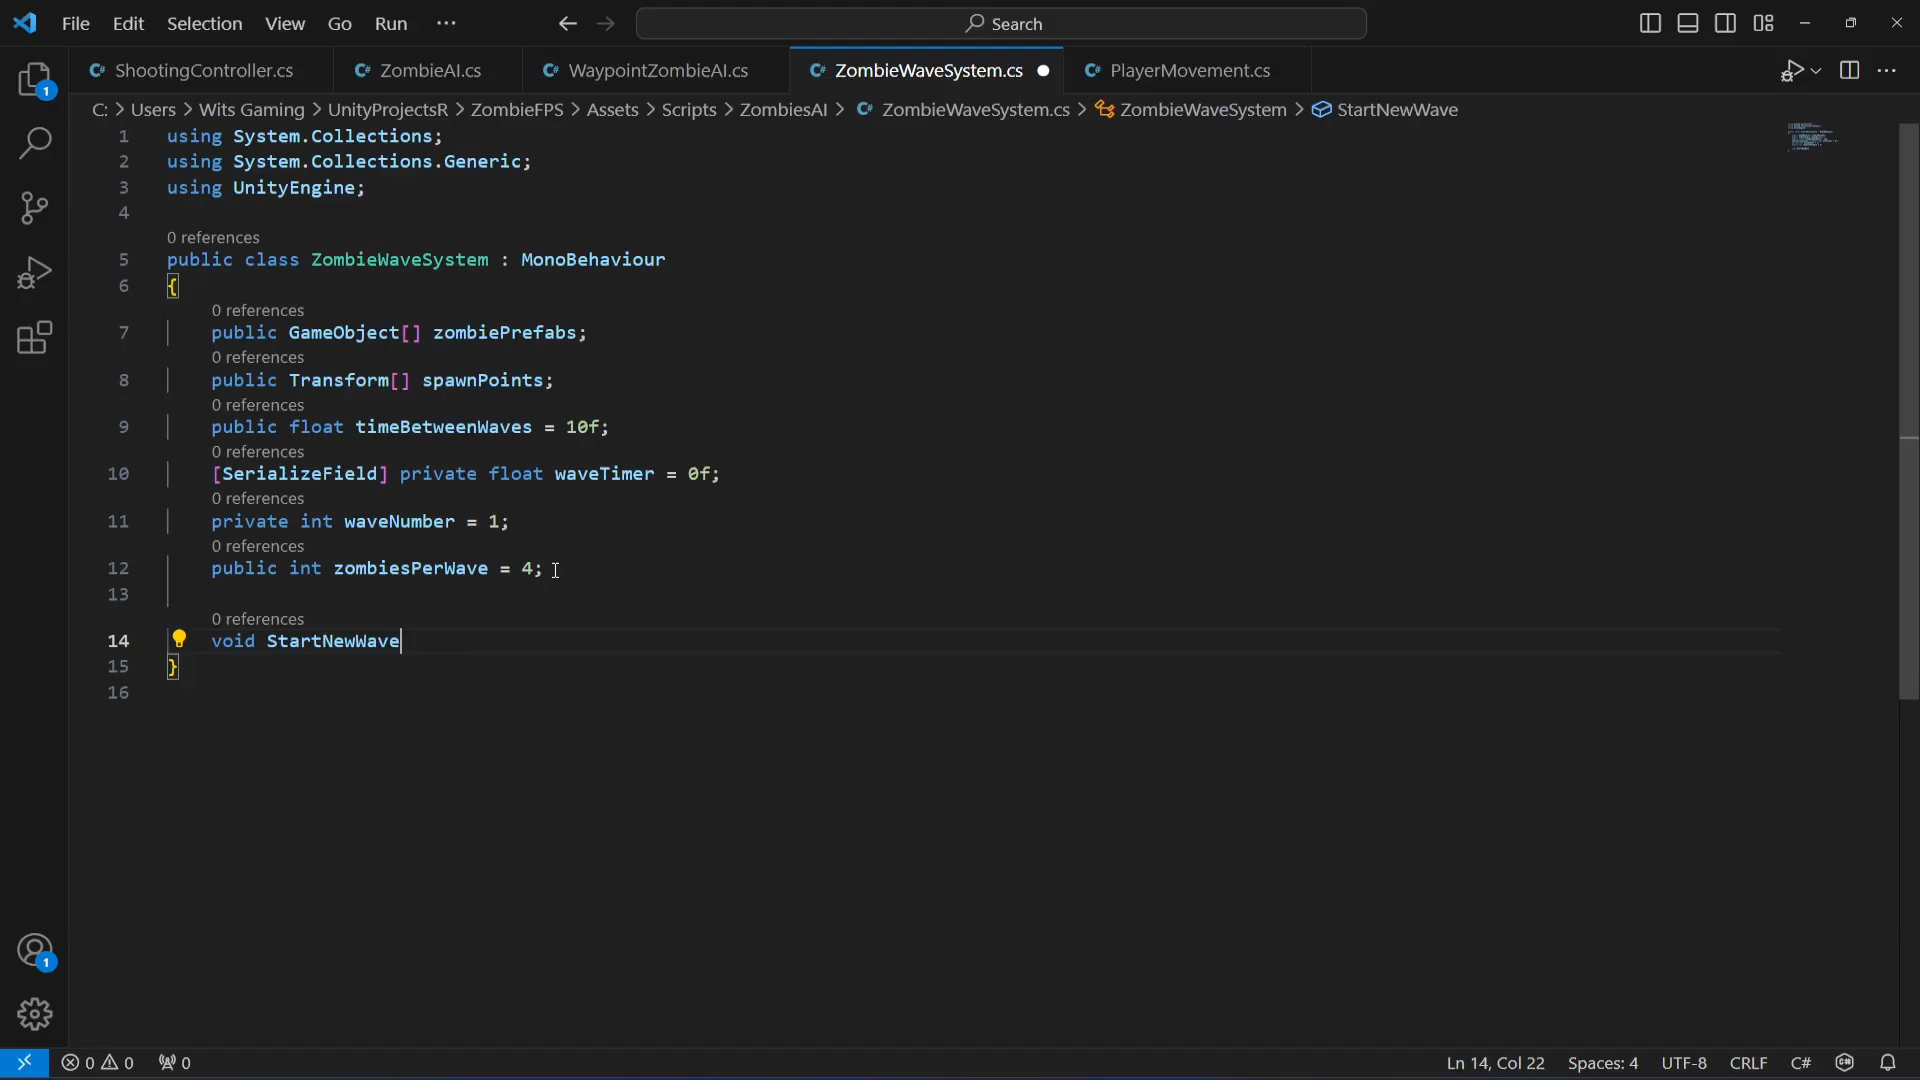 File Edit Selection View Go Run ··· Search
1
ShootingController.cs ZombieAI.cs WaypointZombieAI.cs ZombieWaveSystem.cs PlayerMovement.cs
C: > Users > Wits Gaming > UnityProjectsR > ZombieFPS > Assets > Scripts > ZombiesAI > ZombieWaveSystem.cs > ZombieWaveSystem > StartNewWave
1 using System.Collections;
2 using System.Collections.Generic;
3 using UnityEngine;
4
0 references
5 public class ZombieWaveSystem : MonoBehaviour
6 {
0 references
7 public GameObject[] zombiePrefabs;
0 references
8 public Transform[] spawnPoints;
0 references
9 public float timeBetweenWaves = 10f;
0 references
10 [SerializeField] private float waveTimer = 0f;
0 references
11 private int waveNumber = 1;
0 references
12 public int zombiesPerWave = 4;
13
0 references
14 void StartNewWave
15 }
16
1
0 0 0 Ln 14, Col 22 Spaces: 4 UTF-8 CRLF C#